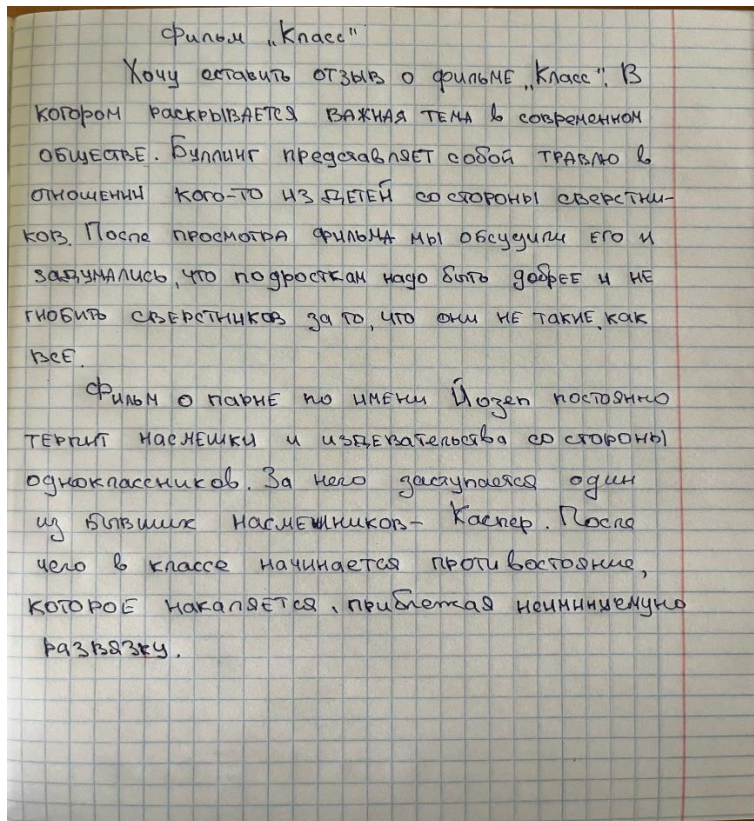 Фильм „Класс"
Хочу оставить отзыв о фильме „Класс". В
котором раскрывается важная тема в современном
обществе. Буллинг представляет собой травлю в
отношении кого-то из детей со стороны сверстни-
ков. После просмотра фильма мы обсудили его и
задумались, что подросткам надо быть добрее и не
гнобить сверстников за то, что они не такие, как
все.
Фильм о парне по имени Йозеп постоянно
терпит насмешки и издевательства со стороны
одноклассников. За него заступается один
из бывших насмешников- Каспер. После
чего в классе начинается противостояние,
которое накаляется, приближая
развязку.